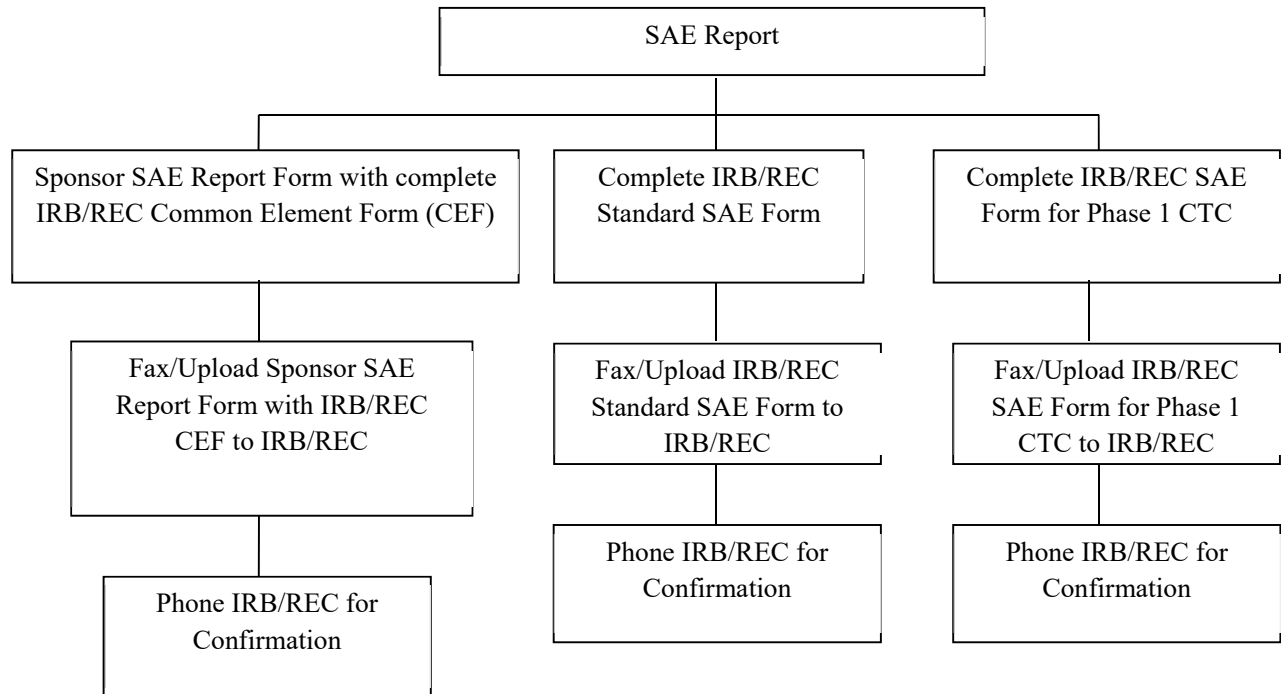 SAE Report
Sponsor SAE Report Form with complete
IRB/REC Common Element Form (CEF)
Complete IRB/REC
Standard SAE Form
Complete IRB/REC SAE
Form for Phase 1 CTC
Fax/Upload Sponsor SAE
Report Form with IRB/REC
CEF to IRB/REC
Fax/Upload IRB/REC
Standard SAE Form to
IRB/REC
Fax/Upload IRB/REC
SAE Form for Phase 1
CTC to IRB/REC
Phone IRB/REC for
Confirmation
Phone IRB/REC for
Confirmation
Phone IRB/REC for
Confirmation